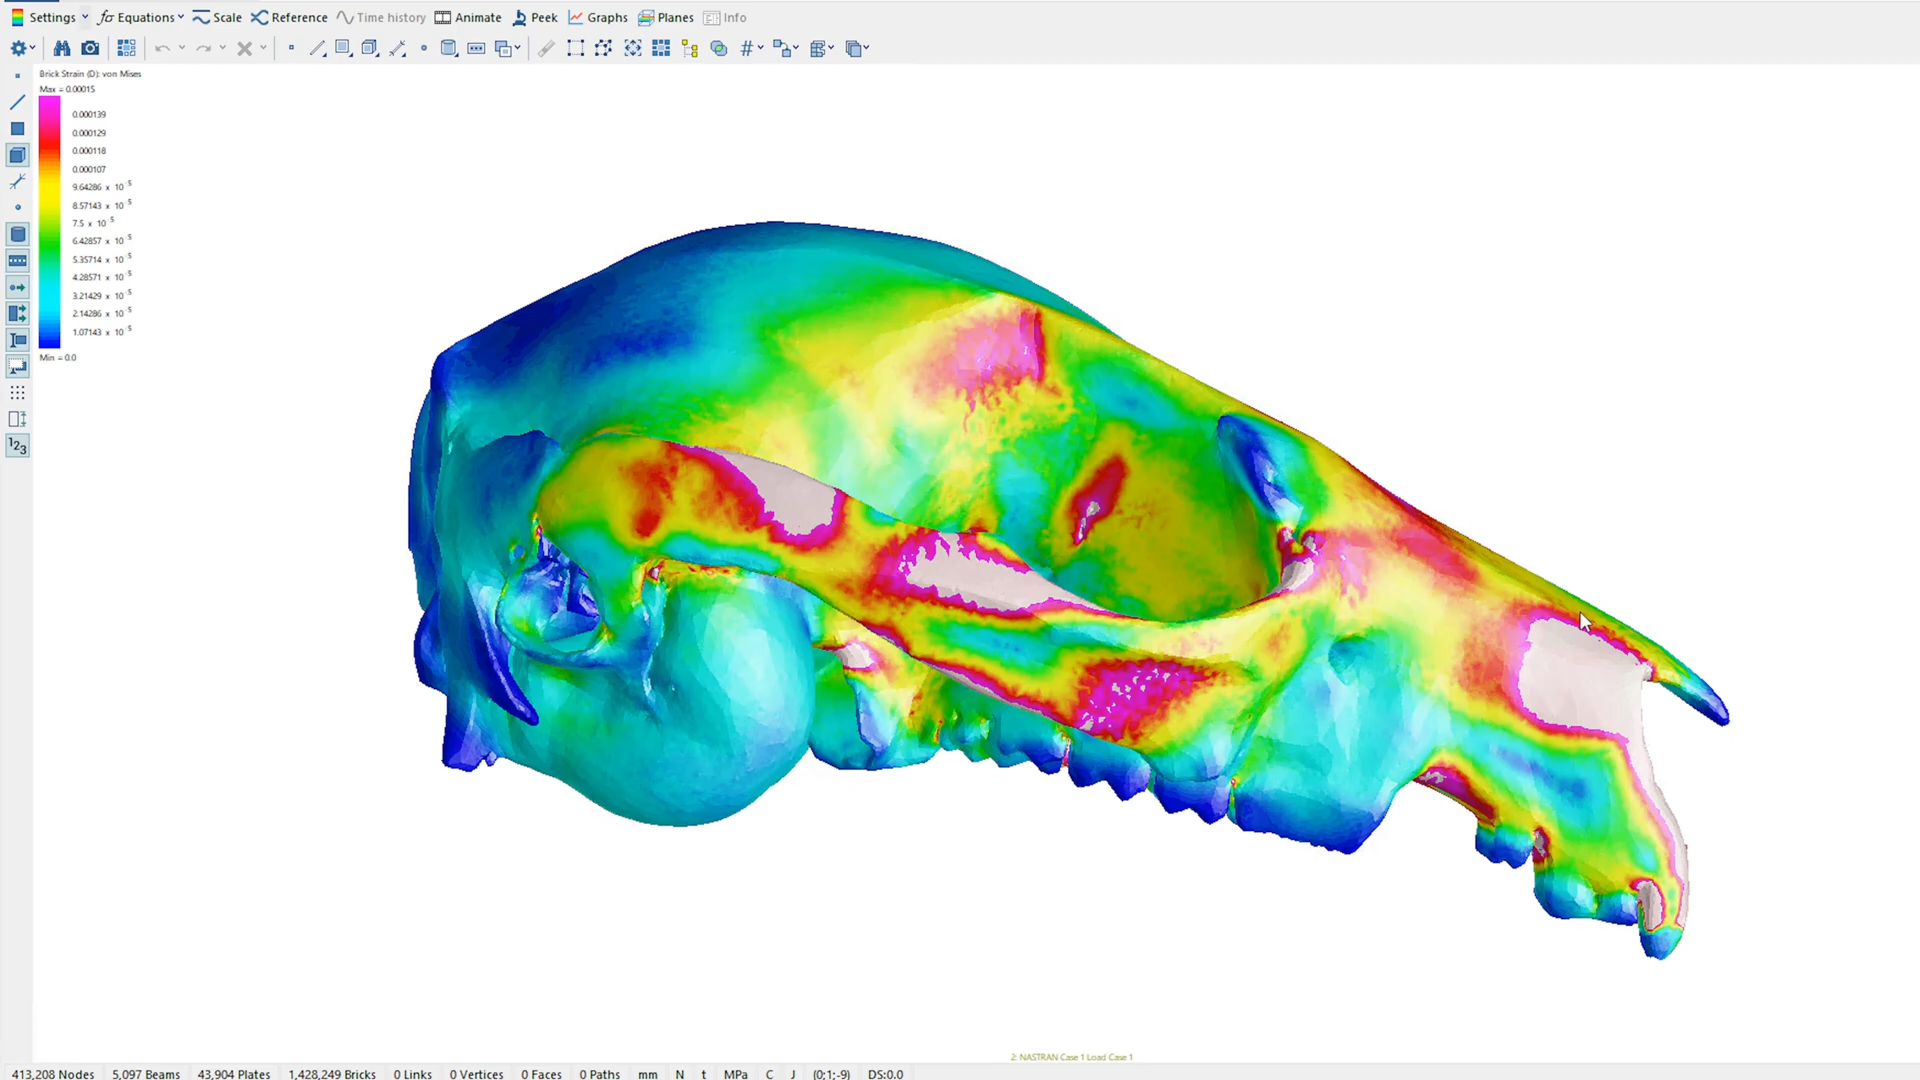 Settings Equations Scale Reference Time history Animate Peek Graphs Planes Info
Brick Strain (D): von Mises
Max = 0.00015
0.000139
0.000129
0.000118
0.000107
9.64286 x 10 -5
8.57143 x 10 -5
7.5 x 10 -5
6.42857 x 10 -5
5.35714 x 10 -5
4.28571 x 10 -5
3.21429 x 10 -5
2.14286 x 10 -5
1.07143 x 10 -5
Min = 0.0
123
2: NASTRAN Case 1 Load Case 1
413,208 Nodes 5,097 Beams 43,904 Plates 1,428,249 Bricks 0 Links 0 Vertices 0 Faces 0 Paths mm N t MPa C J (0;1;-9) DS:0.0